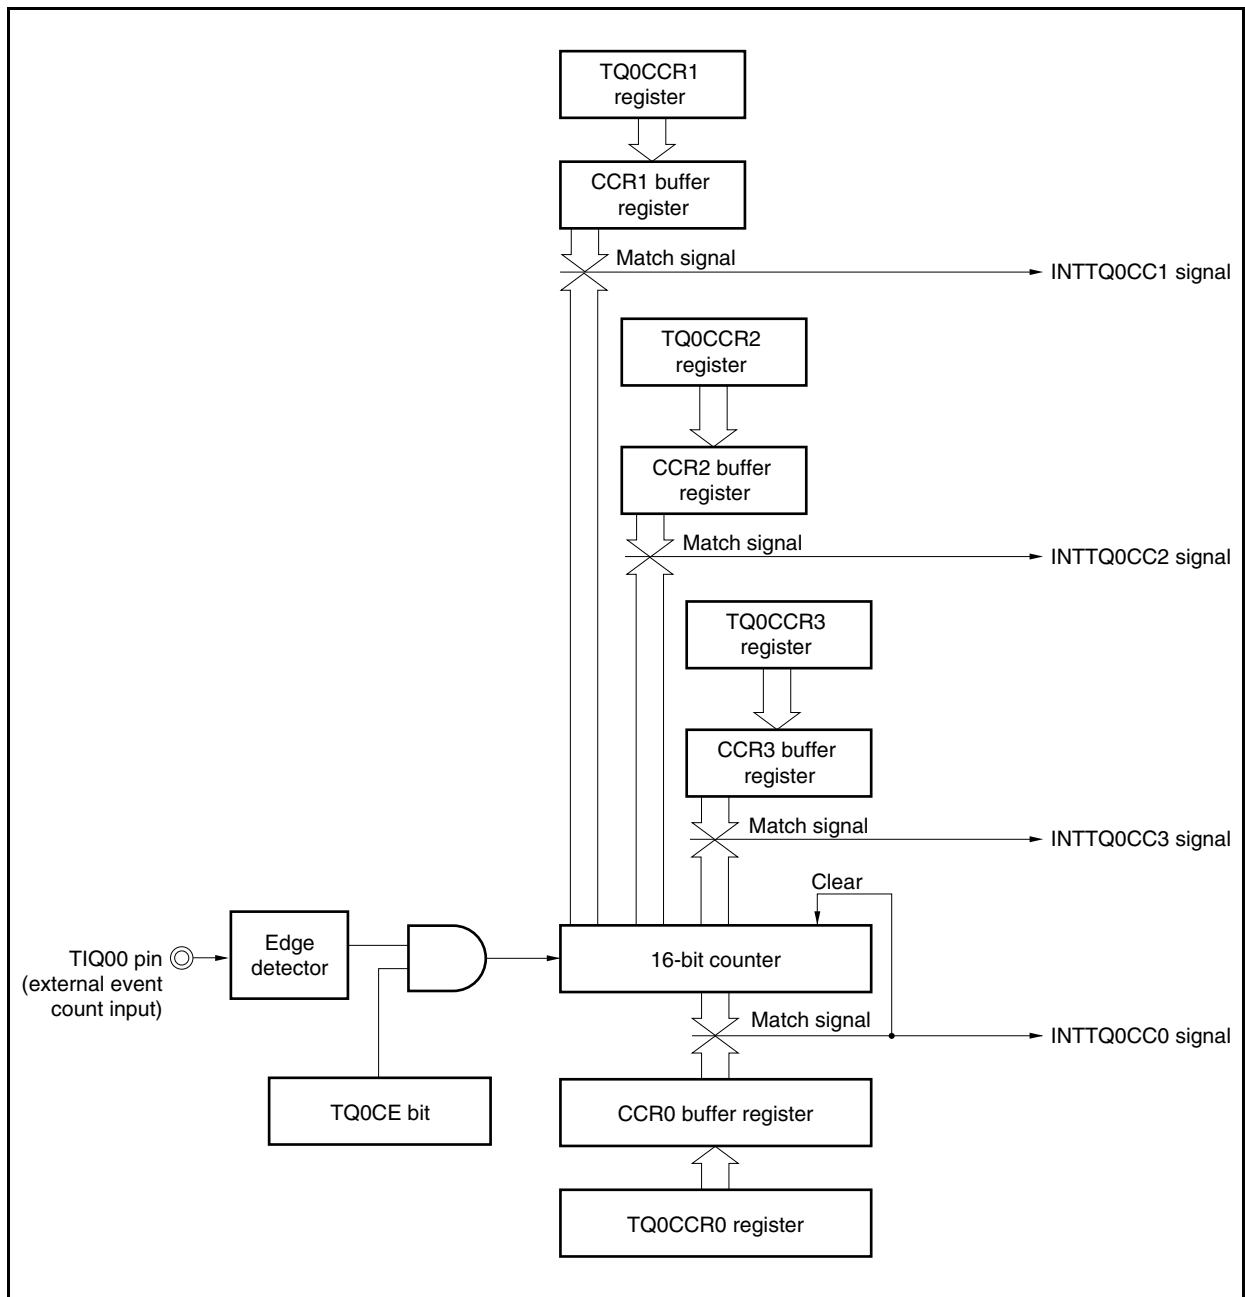 TQ0CCR1
register
CCR1 buffer
register
Match signal
INTTQ0CC1 signal
TQ0CCR2
register
CCR2 buffer
register
Match signal
INTTQ0CC2 signal
TQ0CCR3
register
CCR3 buffer
register
Match signal
INTTQ0CC3 signal
Clear
TIQ00 pin
(external event
count input)
Edge
detector
16-bit counter
Match signal
INTTQ0CC0 signal
TQ0CE bit
CCR0 buffer register
TQ0CCR0 register